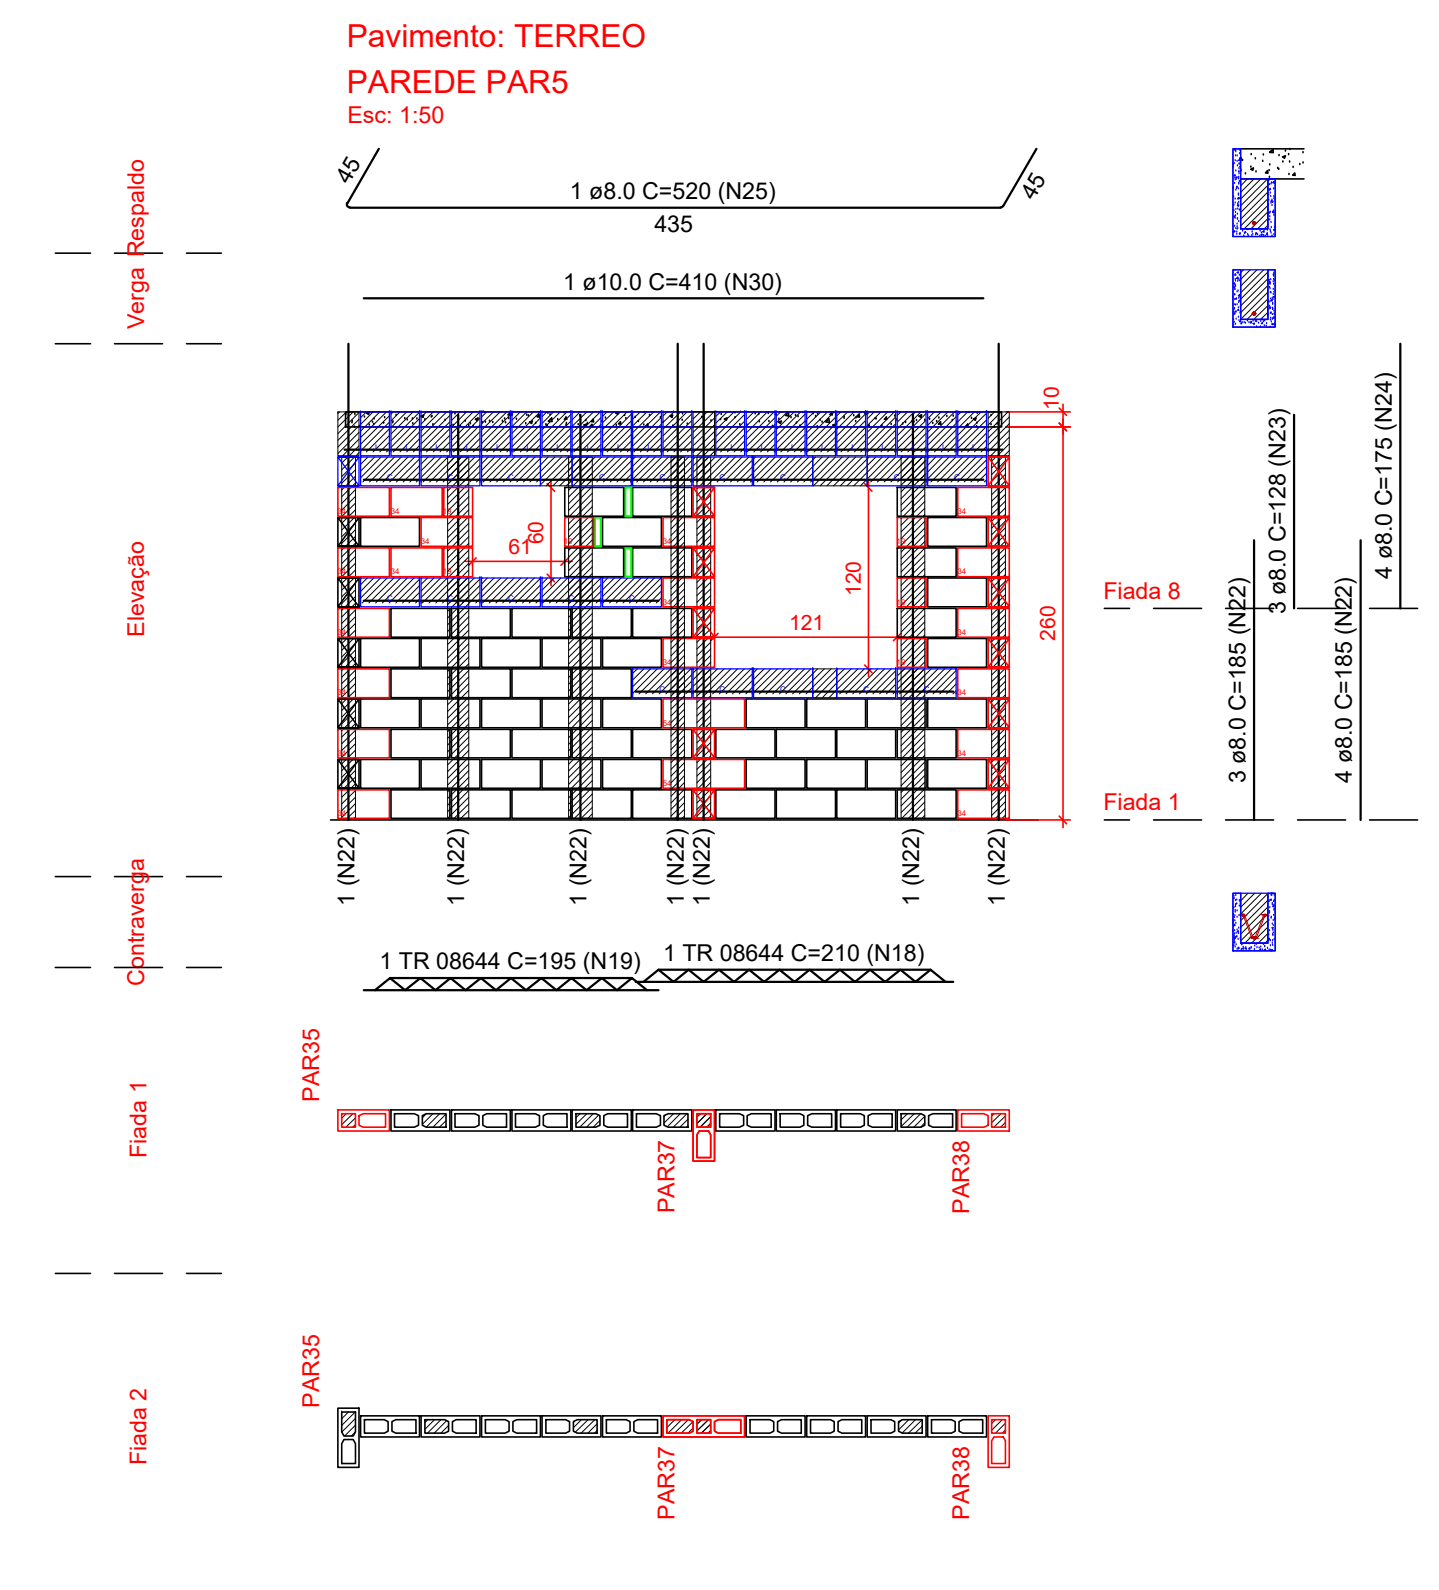 Pavimento: TERREO
PAREDE PAR5
Esc: 1:50
Respaldo
45
1 ø8.0 C=520 (N25)
435
45
Verga
1 ø10.0 C=410 (N30)
Elevação
10
60
61
120
121
260
Fiada 8
Fiada 1
3 ø8.0 C=185 (N22)
3 ø8.0 C=128 (N23)
4 ø8.0 C=185 (N22)
4 ø8.0 C=175 (N24)
1 (N22)
1 (N22)
1 (N22)
1 (N22)
1 (N22)
1 (N22)
1 (N22)
Contraverga
1 TR 08644 C=195 (N19)
1 TR 08644 C=210 (N18)
Fiada 1
PAR35
PAR37
PAR38
Fiada 2
PAR35
PAR37
PAR38